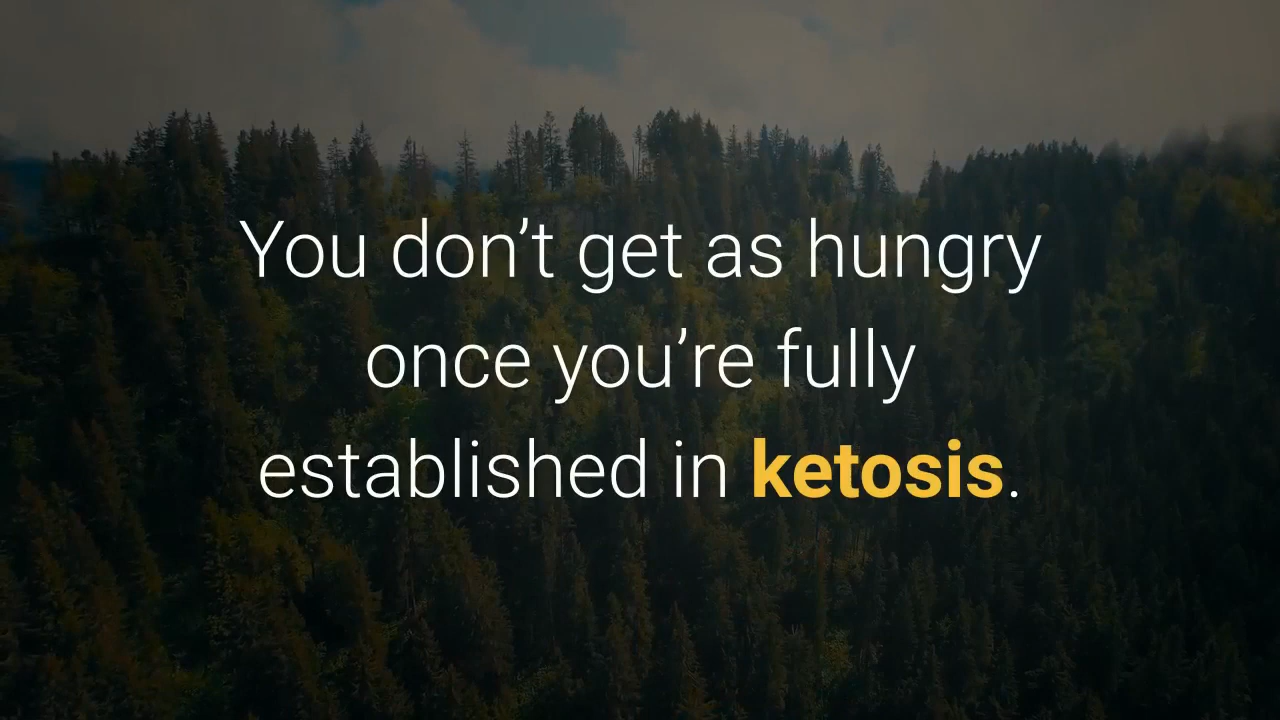 You don’t get as hungry
once you’re fully
established in ketosis.